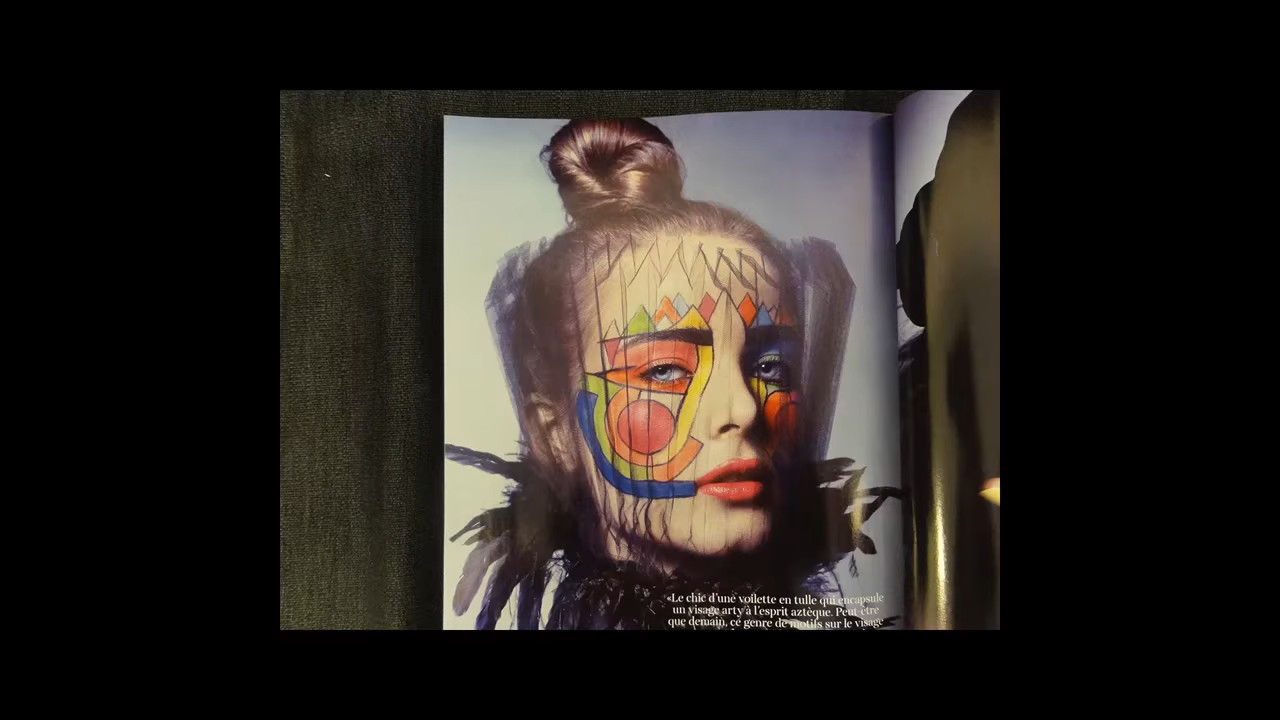 «Le chic d'une voilette en tulle qui encapsule
un visage arty à l'esprit aztèque. Peut-être
que demain, ce genre de motifs sur le visage